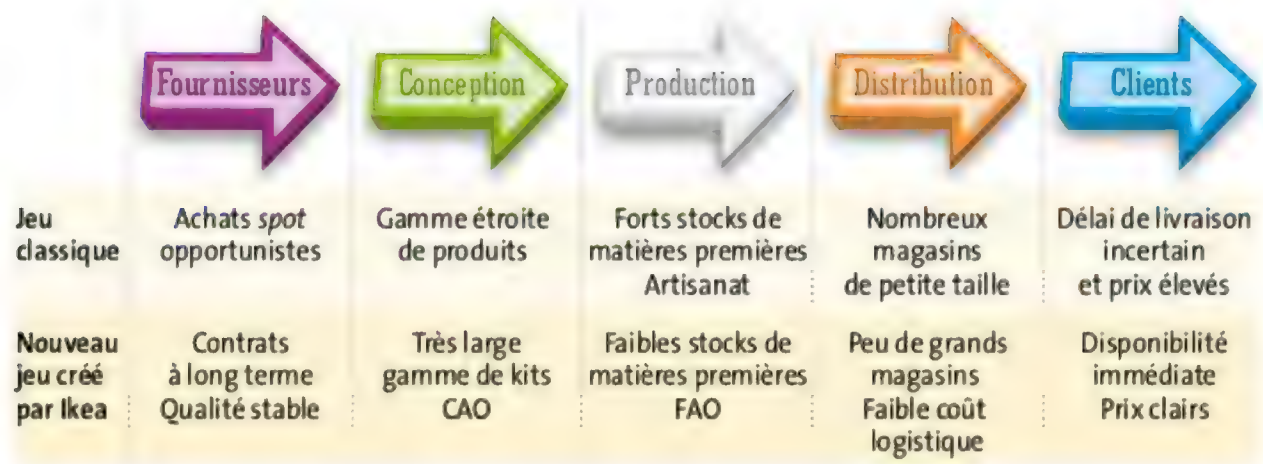 Fournisseurs
Conception
Production
Distribution
Clients
Jeu
classique
Achats spot
opportunistes
Gamme étroite
de produits
Forts stocks de
matières premières
Artisanat
Nombreux
magasins
de petite taille
Délai de livraison
incertain
et prix élevés
Nouveau
jeu créé
par Ikea
Contrats
à long terme
Qualité stable
Très large
gamme de kits
CAO
Faibles stocks de
matières premières
FAO
Peu de grands
magasins
Faible coût
logistique
Disponibilité
immédiate
Prix clairs